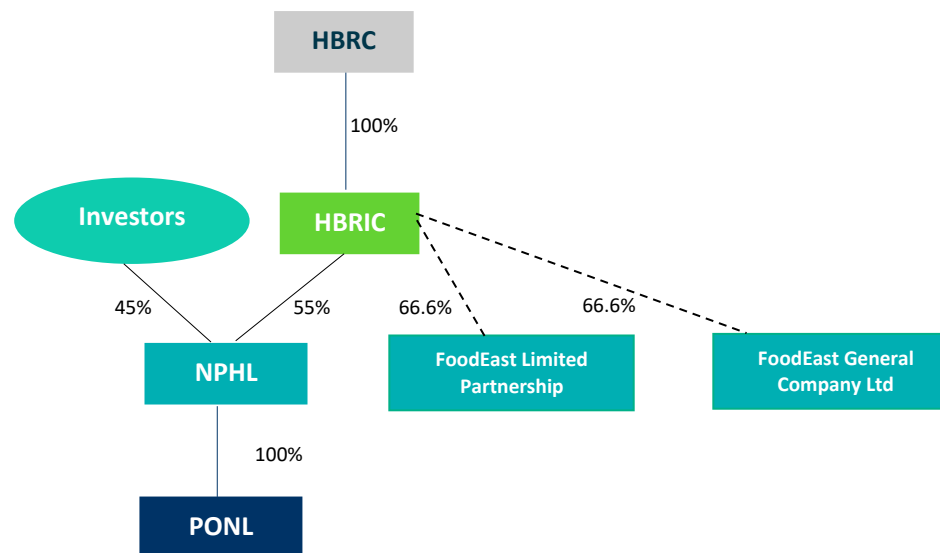 HBRC
100%
Investors
HBRIC
45%
55%
66.6%
66.6%
NPHL
FoodEast Limited
Partnership
FoodEast General
Company Ltd
100%
PONL